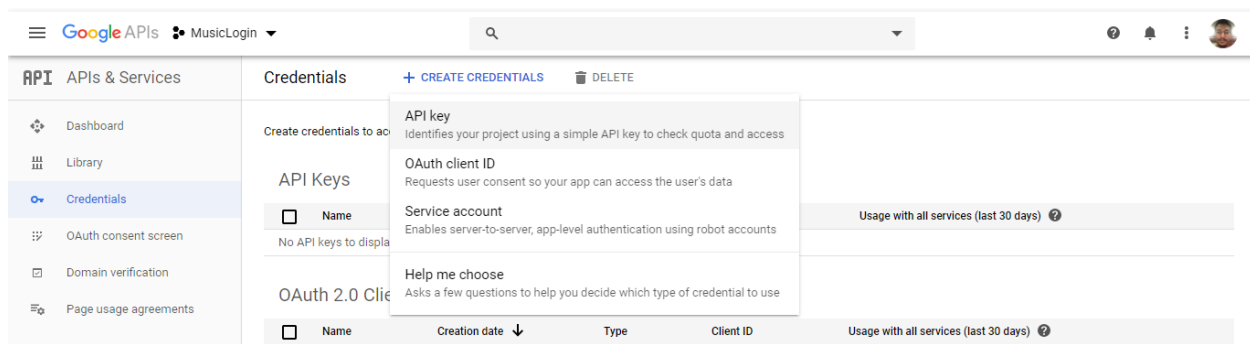 Google APIs MusicLogin
API APIs & Services
Credentials
CREATE CREDENTIALS
DELETE
Dashboard
Library
Credentials
OAuth consent screen
Domain verification
Page usage agreements
Create credentials to ac
API key
Identifies your project using a simple API key to check quota and access
OAuth client ID
Requests user consent so your app can access the user's data
Service account
Enables server-to-server, app-level authentication using robot accounts
Help me choose
Asks a few questions to help you decide which type of credential to use
API Keys
Name
Usage with all services (last 30 days)
No API keys to displa
OAuth 2.0 Clie
Name Creation date Type Client ID Usage with all services (last 30 days)